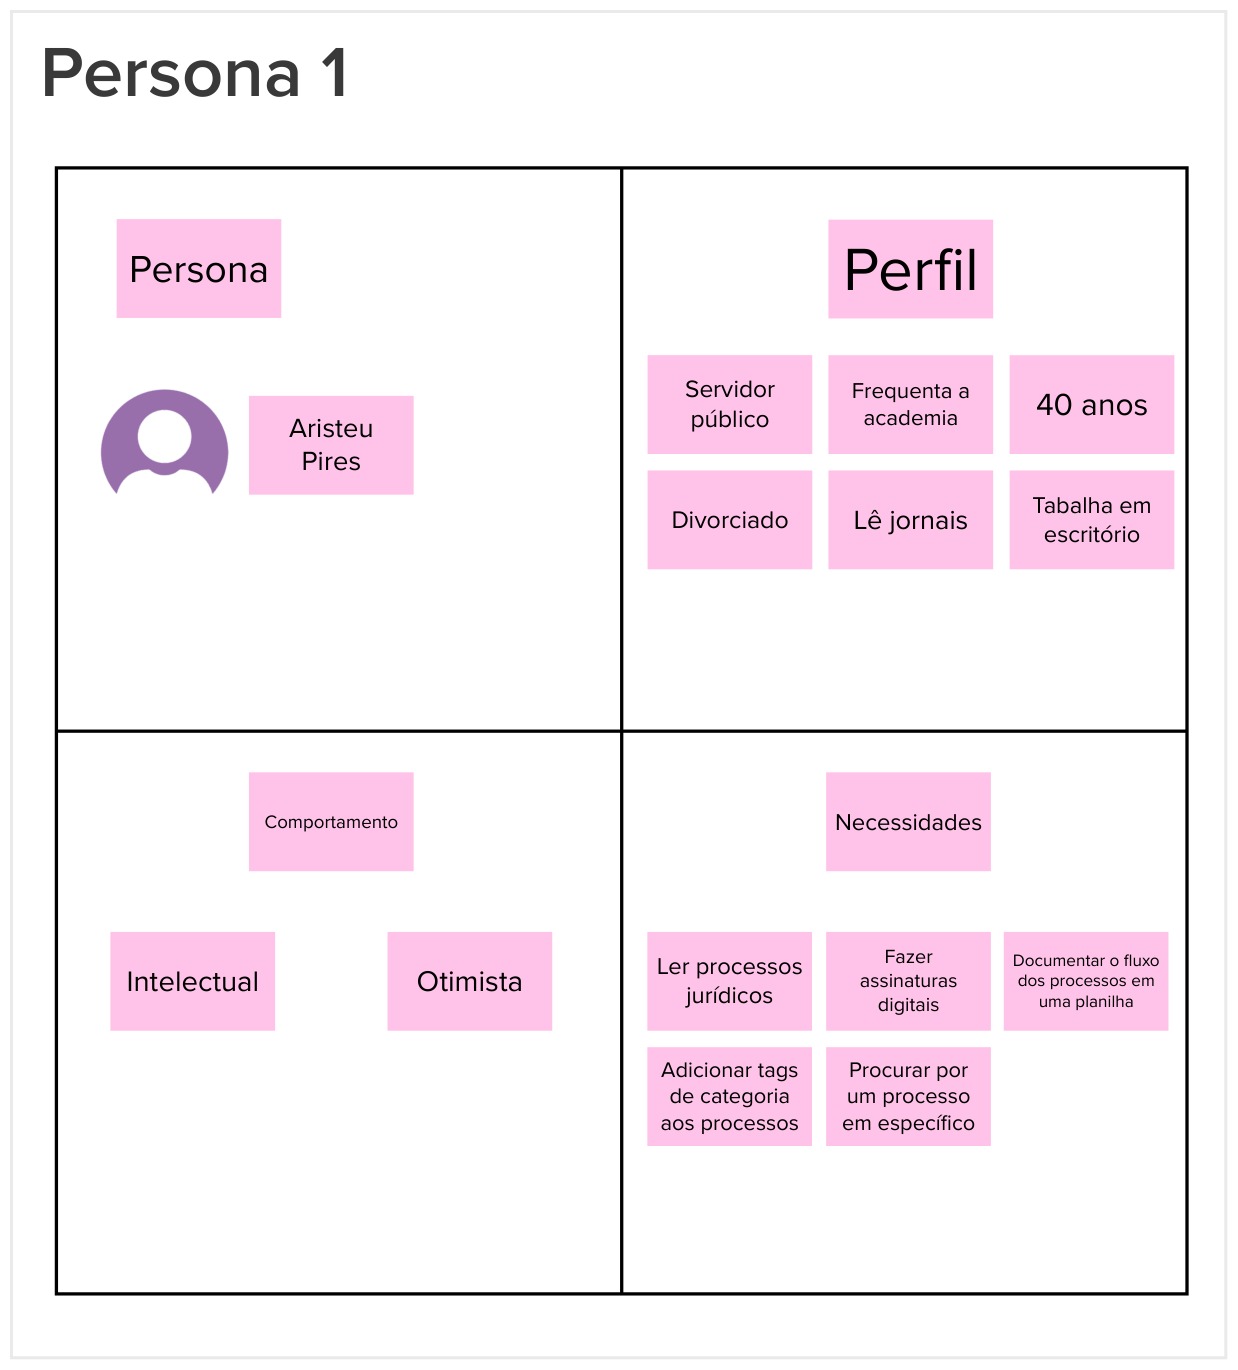 Persona 1
Persona
Aristeu
Pires
Perfil
Servidor
público
Frequenta a
academia
40 anos
Divorciado
Lê jornais
Tabalha em
escritório
Comportamento
Intelectual
Otimista
Necessidades
Ler processos
jurídicos
Fazer
assinaturas
digitais
Documentar o fluxo
dos processos em
uma planilha
Adicionar tags
de categoria
aos processos
Procurar por
um processo
em específico